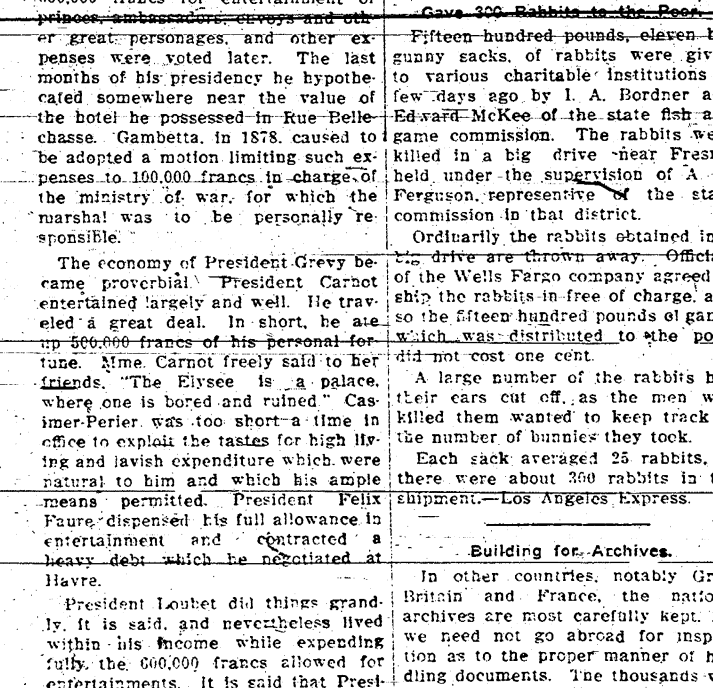 francs for entertainment of
princes, ambassadors, envoys and oth-
er great personages, and other ex-
penses were voted later. The last
months of his presidency he hypothe-
cated somewhere near the value of
the hotel he possessed in Rue Belle-
chasse. Gambetta, in 1878, caused to
be adopted a motion limiting such ex-
penses to 100,000 francs in charge of
the ministry of war, for which the
marshal was to be personally re-
sponsible.
The economy of President Grevy be-
came proverbial. President Carnot
entertained largely and well. He trav-
eled a great deal. In short, he ate
up 500,000 francs of his personal for-
tune. Mme. Carnot freely said to her
friends, "The Elysee is a palace,
where one is bored and ruined." Cas-
imer-Perier was too short a time in
office to exploit the tastes for high liv-
ing and lavish expenditure which were
natural to him and which his ample
means permitted. President Felix
Faure dispensed his full allowance in
entertainment and contracted a
heavy debt which he negotiated at
Havre.
President Loubet did things grand-
ly, it is said, and nevertheless lived
within his income while expending
fully the 600,000 francs allowed for
entertainments. It is said that Presi-
Gave 300 Rabbits to the Poor.
Fifteen hundred pounds, eleven b
gunny sacks, of rabbits were giv
to various charitable institutions
few days ago by I. A. Bordner a
Edward McKee of the state fish a
game commission. The rabbits we
killed in a big drive near Fresn
held under the supervision of A
Ferguson, representive of the sta
commission in that district.
Ordinarily the rabbits obtained in
big drive are thrown away. Offici
of the Wells Fargo company agreed
ship the rabbits in free of charge, a
so the fifteen hundred pounds of gam
which was distributed to the po
did not cost one cent.
A large number of the rabbits h
their ears cut off, as the men w
killed them wanted to keep track
the number of bunnies they took.
Each sack averaged 25 rabbits,
there were about 300 rabbits in t
shipment.—Los Angeles Express.
Building for Archives.
In other countries, notably Gr
Britain and France, the natio
archives are most carefully kept.
we need not go abroad for insp
tion as to the proper manner of h
dling documents. The thousands